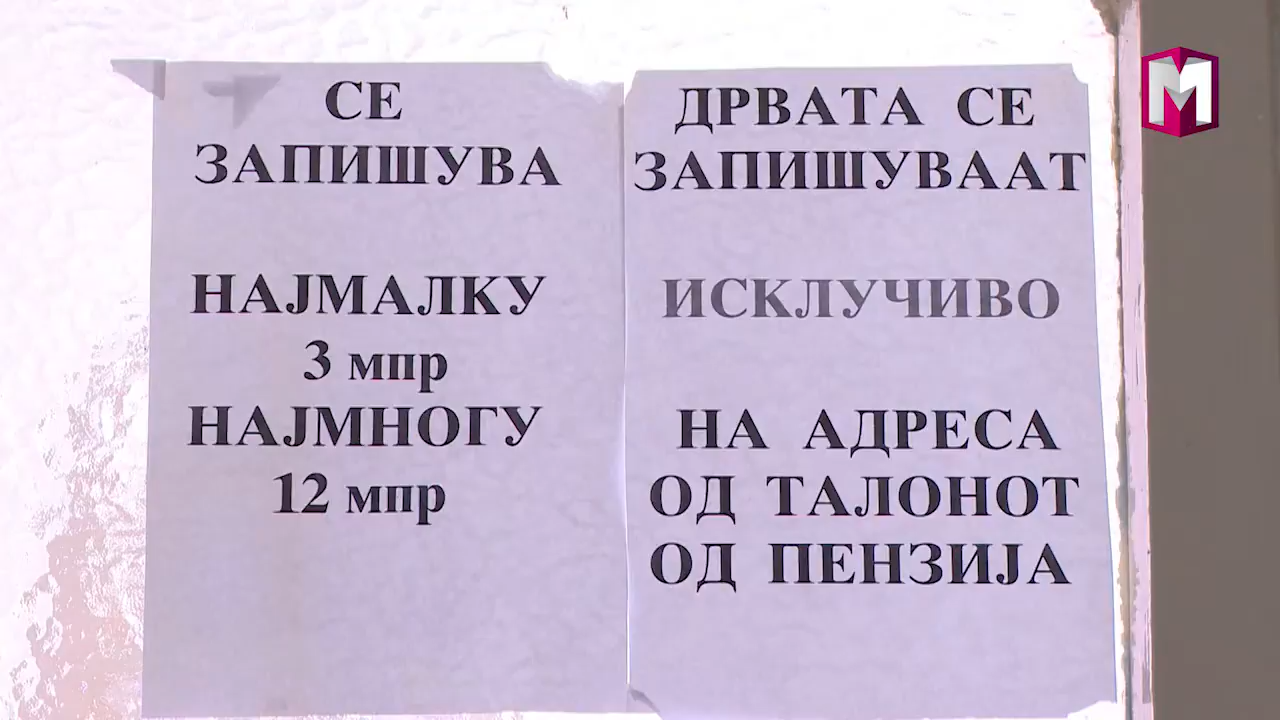 СЕ
ЗАПИШУВА
НАЈМАЛКУ
3 мпр
НАЈМНОГУ
12 мпр
ДРВАТА СЕ
ЗАПИШУВААТ
ИСКЛУЧИВО
НА АДРЕСА
ОД ТАЛОНОТ
ОД ПЕНЗИЈА
M